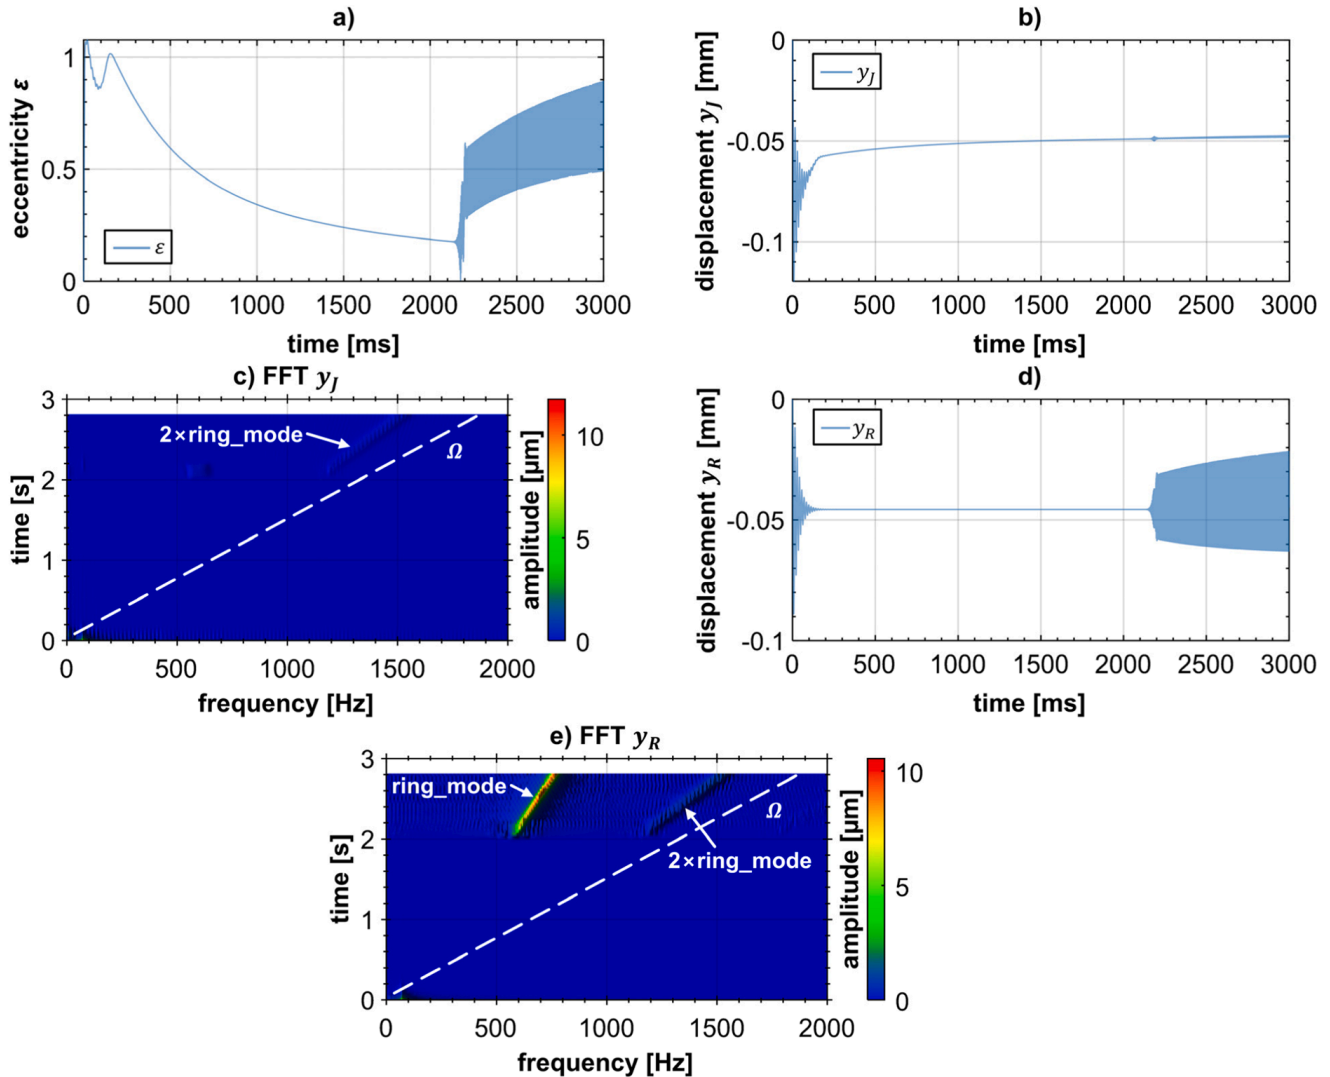 a)
eccentricity ε
1
0.5
0
ε
0 500 1000 1500 2000 2500 3000
time [ms]
b)
displacement y_J [mm]
0
-0.05
-0.1
y_J
0 500 1000 1500 2000 2500 3000
time [ms]
c) FFT y_J
time [s]
3
2
1
0
2×ring_mode
Ω
0 500 1000 1500 2000
frequency [Hz]
amplitude [µm]
10
5
0
d)
displacement y_R [mm]
0
-0.05
-0.1
y_R
0 500 1000 1500 2000 2500 3000
time [ms]
e) FFT y_R
time [s]
3
2
1
0
ring_mode
Ω
2×ring_mode
0 500 1000 1500 2000
frequency [Hz]
amplitude [µm]
10
5
0